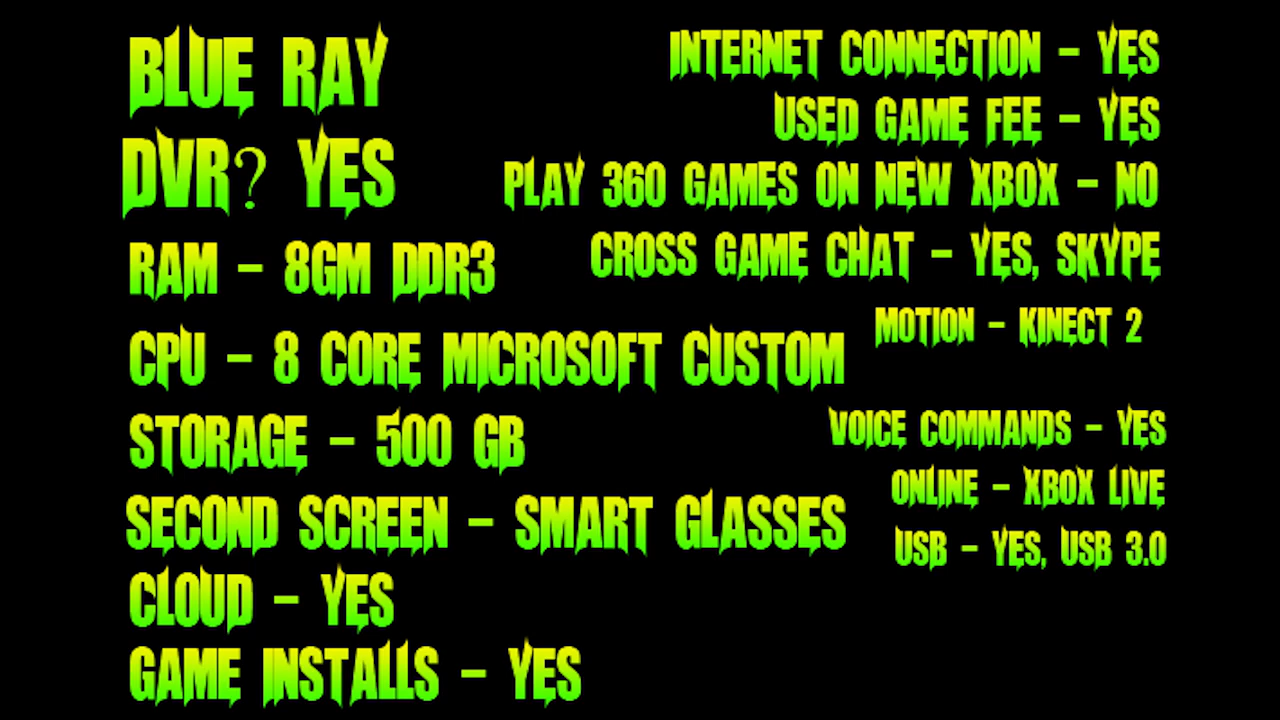 BLUE RAY
DVR? YES
RAM - 8GM DDR3
CPU - 8 CORE MICROSOFT CUSTOM
STORAGE - 500 GB
SECOND SCREEN - SMART GLASSES
CLOUD - YES
GAME INSTALLS - YES
INTERNET CONNECTION - YES
USED GAME FEE - YES
PLAY 360 GAMES ON NEW XBOX - NO
CROSS GAME CHAT - YES, SKYPE
MOTION - KINECT 2
VOICE COMMANDS - YES
ONLINE - XBOX LIVE
USB - YES, USB 3.0